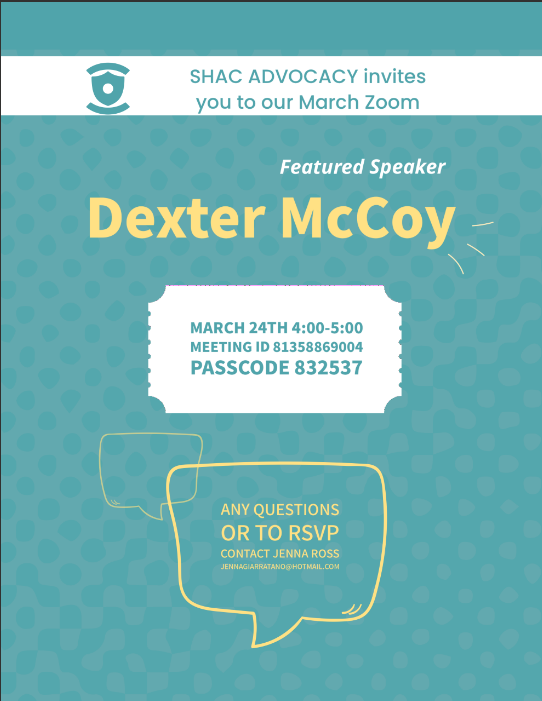 SHAC ADVOCACY invites
you to our March Zoom
Featured Speaker
Dexter McCoy
MARCH 24TH 4:00-5:00
MEETING ID 81358869004
PASSCODE 832537
ANY QUESTIONS
OR TO RSVP
CONTACT JENNA ROSS
JENNAGIARRATANO@HOTMAIL.COM